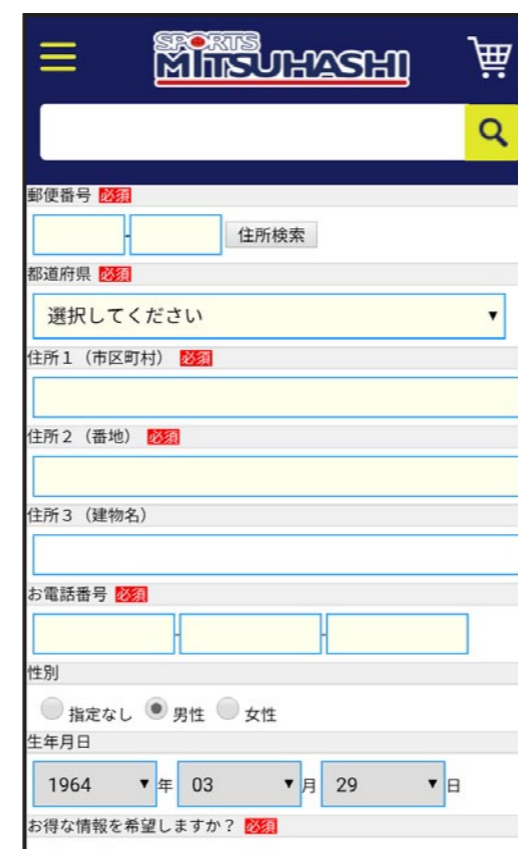 SPORTS
MITSUHASHI
郵便番号 必須
- 住所検索
都道府県 必須
選択してください ▼
住所1（市区町村） 必須
住所2（番地） 必須
住所3（建物名）
お電話番号 必須
- -
性別
指定なし 男性 女性
生年月日
1964 ▼ 年 03 ▼ 月 29 ▼ 日
お得な情報を希望しますか？ 必須